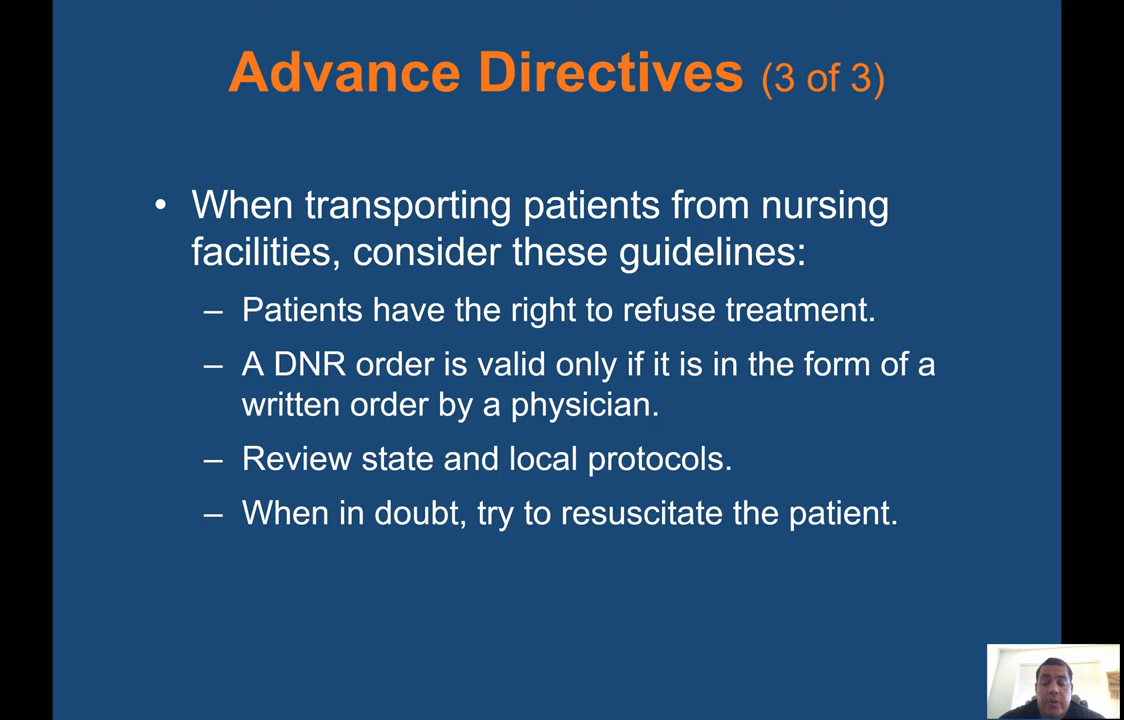 Advance Directives (3 of 3)
• When transporting patients from nursing
facilities, consider these guidelines:
– Patients have the right to refuse treatment.
– A DNR order is valid only if it is in the form of a
written order by a physician.
– Review state and local protocols.
– When in doubt, try to resuscitate the patient.